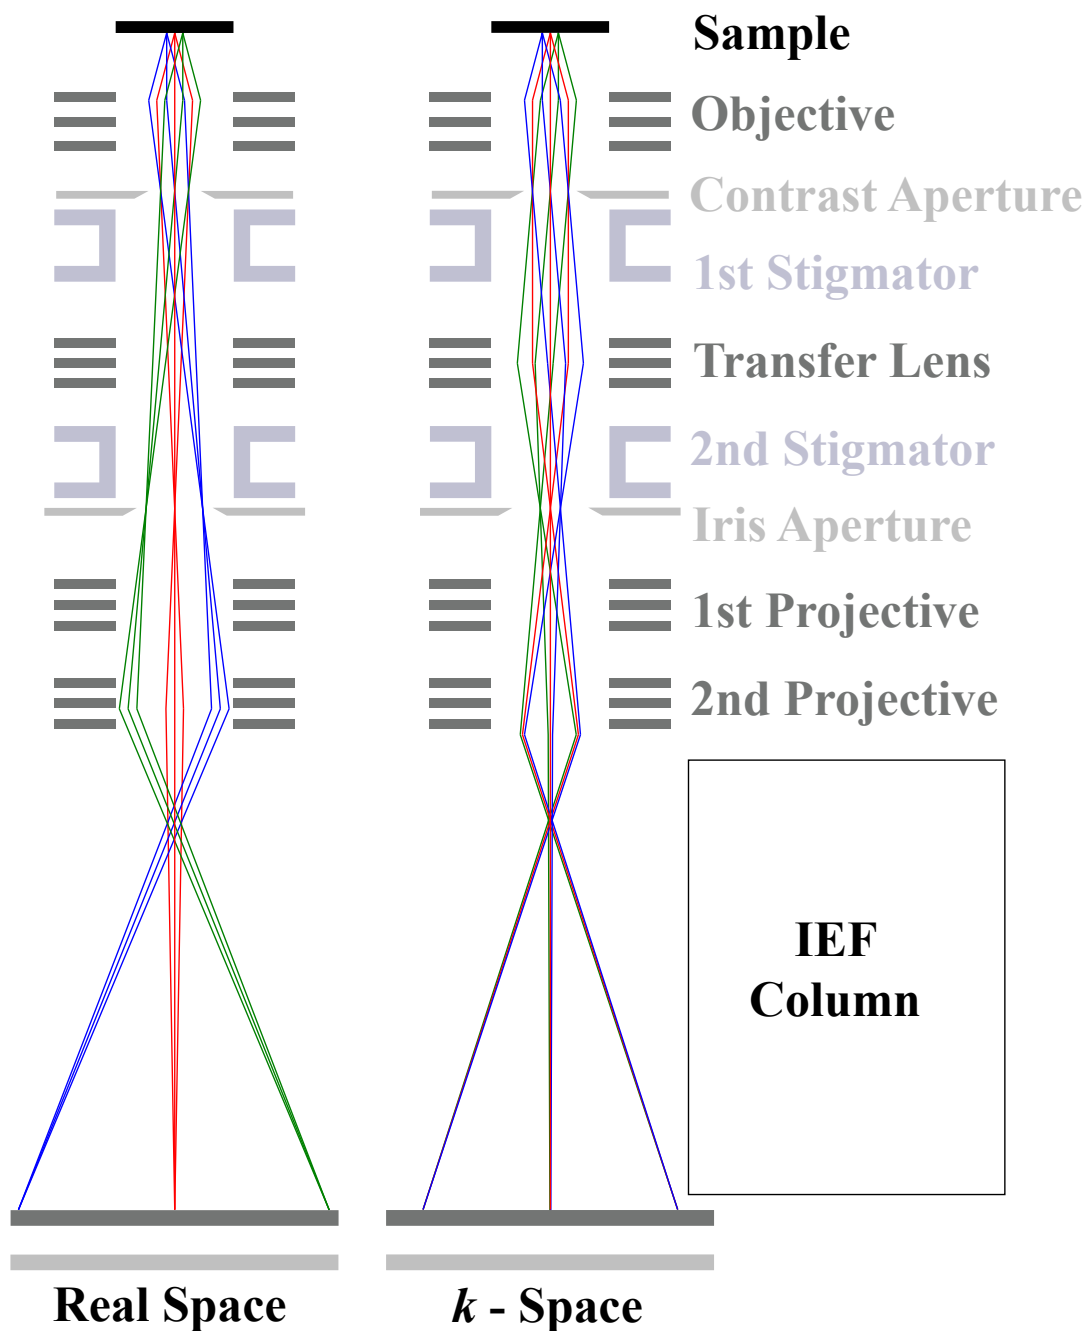 Sample
Objective
Contrast Aperture
1st Stigmator
Transfer Lens
2nd Stigmator
Iris Aperture
1st Projective
2nd Projective
IEF
Column
Real Space
k - Space